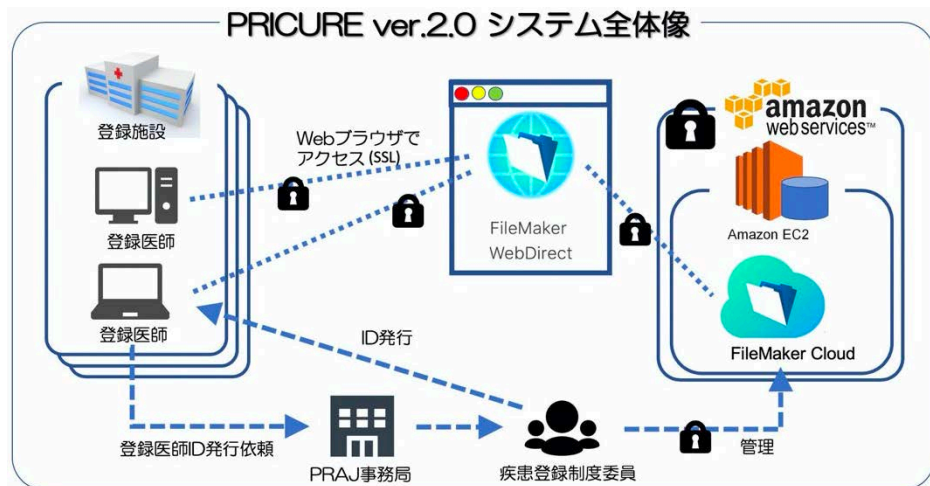 PRICURE ver.2.0 システム全体像
登録施設
登録医師
登録医師
Webブラウザで
アクセス(SSL)
FileMaker
WebDirect
amazon
webservices™
Amazon EC2
FileMaker Cloud
ID発行
登録医師ID発行依頼
PRAJ事務局
疾患登録制度委員
管理